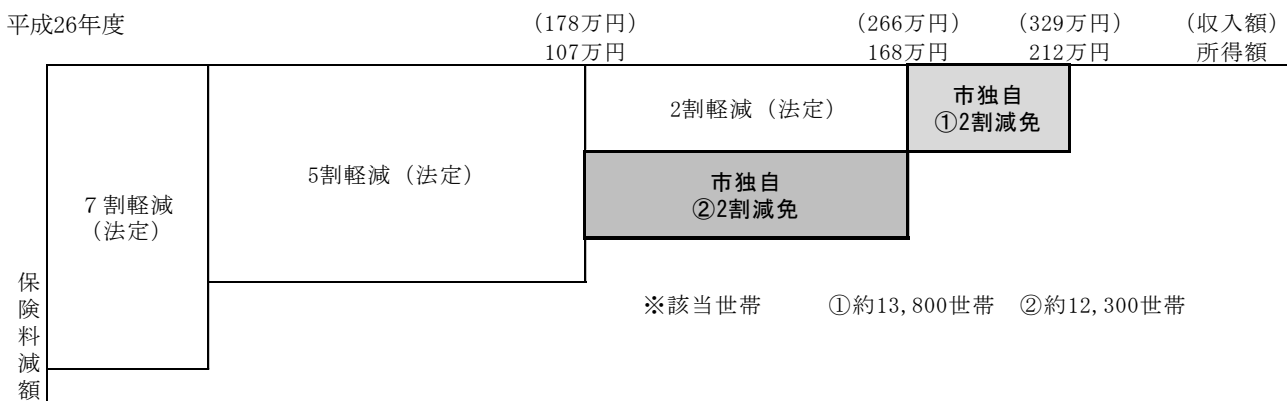 平成26年度
(178万円) (266万円) (329万円) (収入額)
107万円 168万円 212万円 所得額
7割軽減
(法定)
5割軽減(法定)
2割軽減(法定)
市独自
①2割減免
市独自
②2割減免
※該当世帯 ①約13,800世帯 ②約12,300世帯
保険料減額